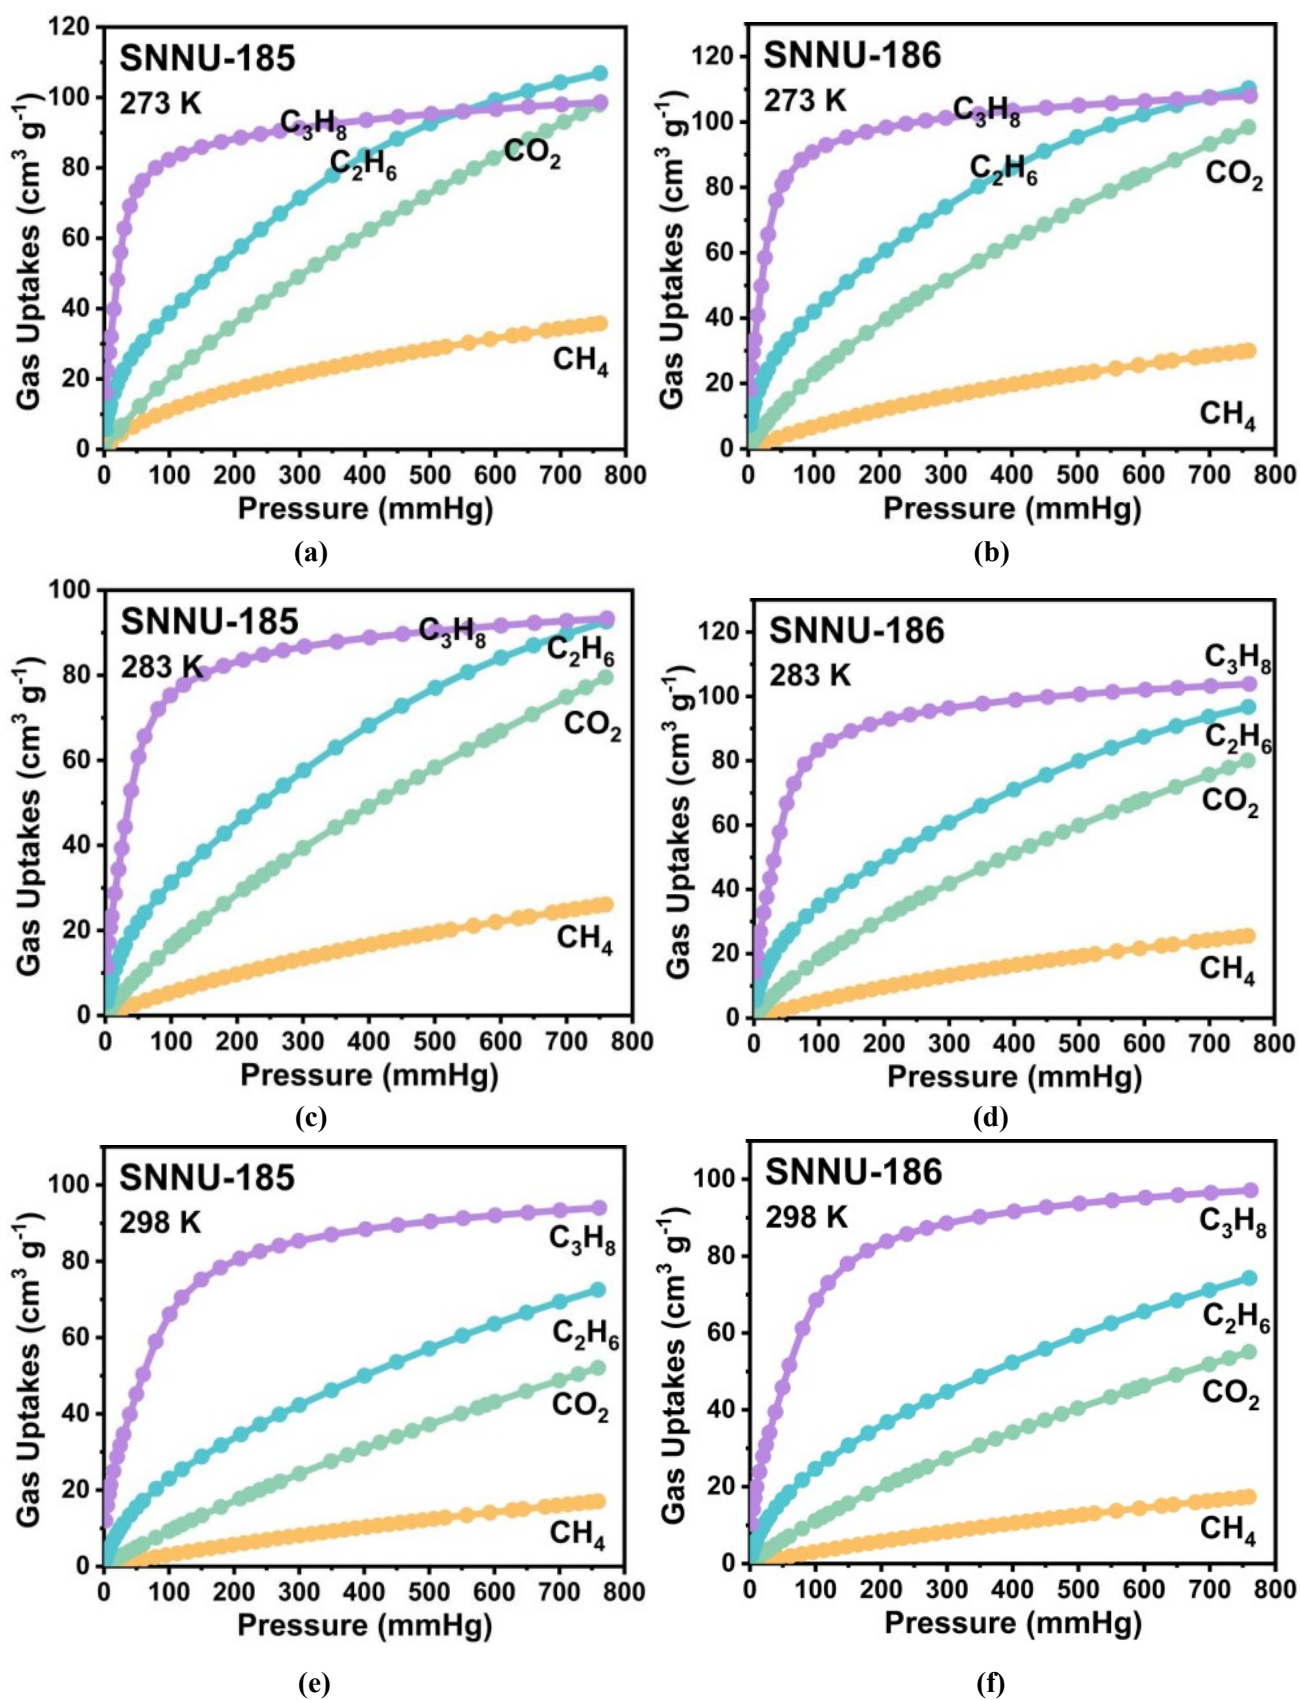 SNNU-185
273 K
C₃H₈
C₂H₆
CO₂
CH₄
Gas Uptakes (cm³ g⁻¹)
120
100
80
60
40
20
0
0 100 200 300 400 500 600 700 800
Pressure (mmHg)
(a)
SNNU-186
273 K
C₃H₈
C₂H₆
CO₂
CH₄
Gas Uptakes (cm³ g⁻¹)
120
100
80
60
40
20
0
0 100 200 300 400 500 600 700 800
Pressure (mmHg)
(b)
SNNU-185
283 K
C₃H₈
C₂H₆
CO₂
CH₄
Gas Uptakes (cm³ g⁻¹)
100
80
60
40
20
0
0 100 200 300 400 500 600 700 800
Pressure (mmHg)
(c)
SNNU-186
283 K
C₃H₈
C₂H₆
CO₂
CH₄
Gas Uptakes (cm³ g⁻¹)
120
100
80
60
40
20
0
0 100 200 300 400 500 600 700 800
Pressure (mmHg)
(d)
SNNU-185
298 K
C₃H₈
C₂H₆
CO₂
CH₄
Gas Uptakes (cm³ g⁻¹)
100
80
60
40
20
0
0 100 200 300 400 500 600 700 800
Pressure (mmHg)
(e)
SNNU-186
298 K
C₃H₈
C₂H₆
CO₂
CH₄
Gas Uptakes (cm³ g⁻¹)
100
80
60
40
20
0
0 100 200 300 400 500 600 700 800
Pressure (mmHg)
(f)